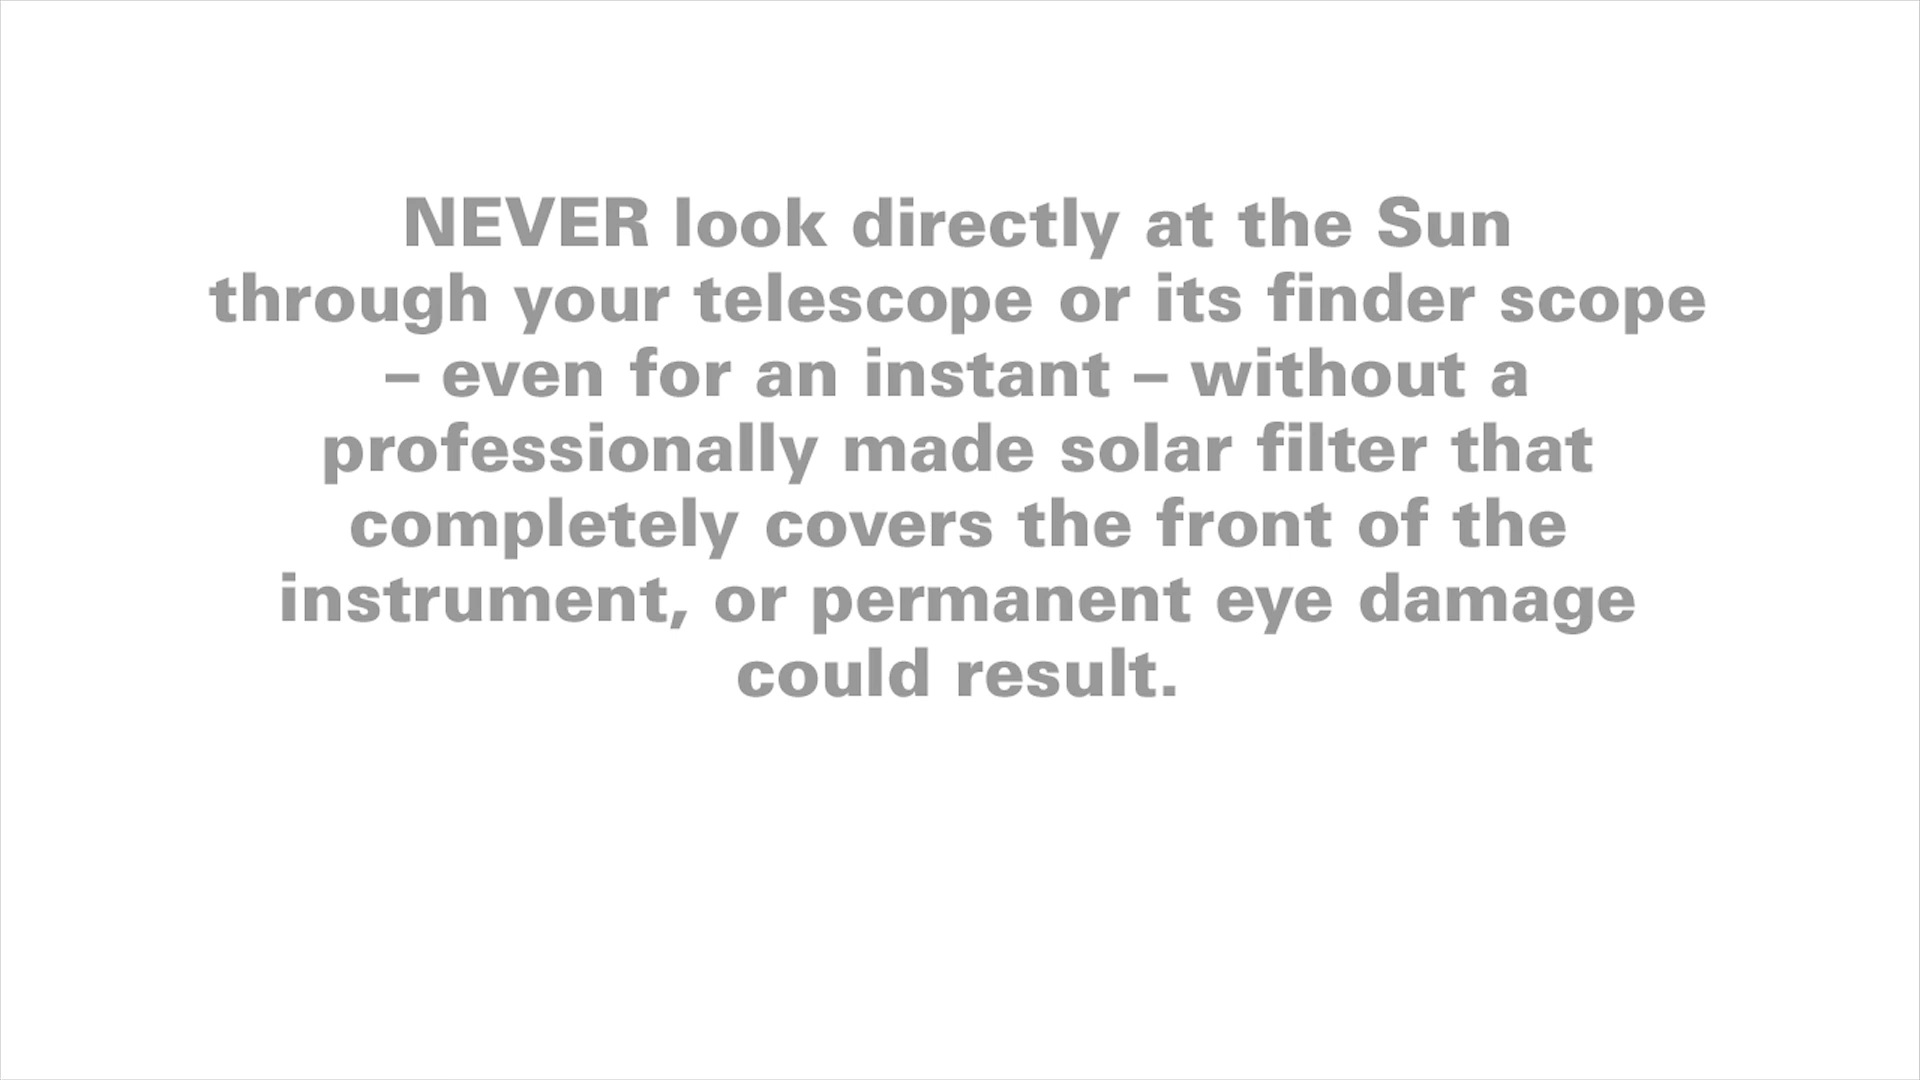 NEVER look directly at the Sun
through your telescope or its finder scope
– even for an instant – without a
professionally made solar filter that
completely covers the front of the
instrument, or permanent eye damage
could result.